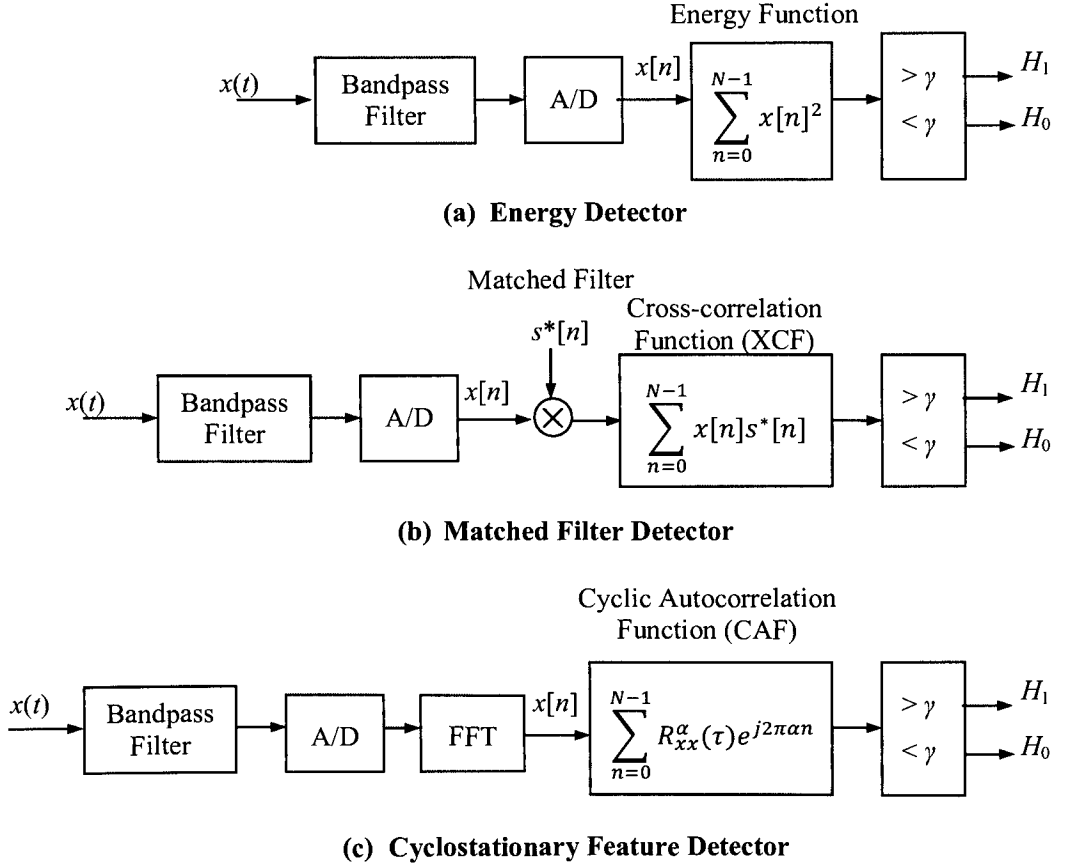 Energy Function
x(t)
Bandpass
Filter
A/D
x[n]
N−1
∑ x[n]²
n=0
> γ
< γ
H₁
H₀
(a) Energy Detector
Matched Filter
s*[n]
Cross-correlation
Function (XCF)
x(t)
Bandpass
Filter
A/D
x[n]
N−1
∑ x[n]s*[n]
n=0
> γ
< γ
H₁
H₀
(b) Matched Filter Detector
Cyclic Autocorrelation
Function (CAF)
x(t)
Bandpass
Filter
A/D
FFT
x[n]
N−1
∑ R^α_xx(τ)e^{j2παn}
n=0
> γ
< γ
H₁
H₀
(c) Cyclostationary Feature Detector